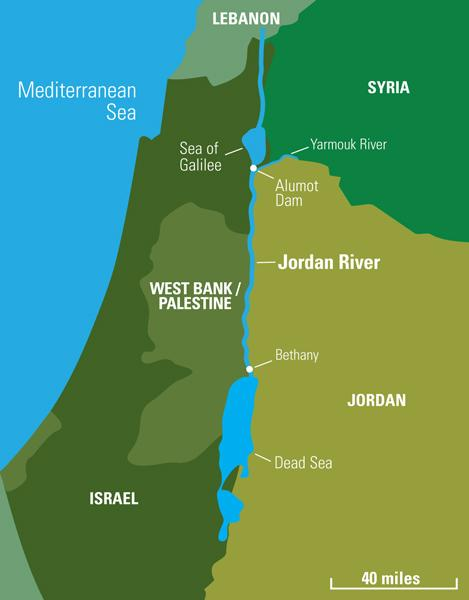 LEBANON
Mediterranean
Sea
SYRIA
Sea of
Galilee
Yarmouk River
Alumot
Dam
Jordan River
WEST BANK /
PALESTINE
Bethany
JORDAN
Dead Sea
ISRAEL
40 miles